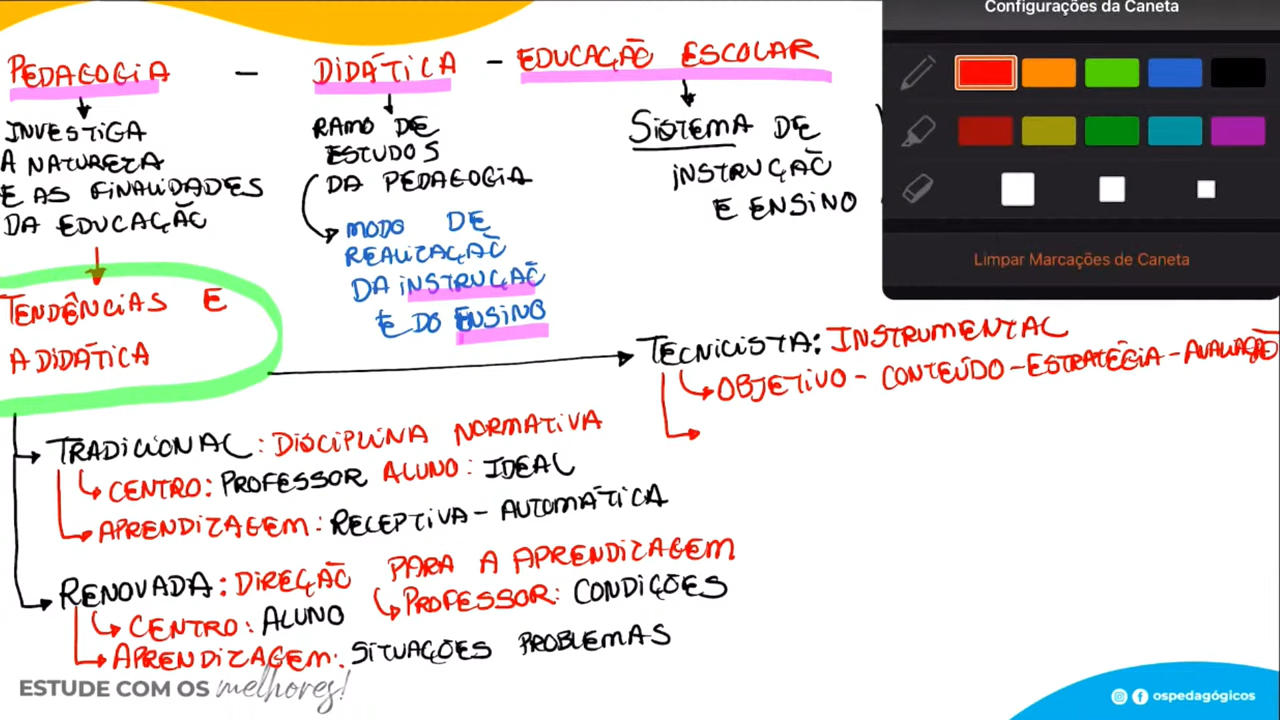 Configurações da Caneta
Limpar Marcações de Caneta
PEDAGOGIA - DIDÁTICA - EDUCAÇÃO ESCOLAR
INVESTIGA
A NATUREZA
E AS FINALIDADES
DA EDUCAÇÃO
RAMO DE
ESTUDOS
DA PEDAGOGIA
MODO DE
REALIZAÇÃO
DA INSTRUÇÃO
E DO ENSINO
SISTEMA DE
INSTRUÇÃO
E ENSINO
TENDÊNCIAS E
A DIDÁTICA
TECNICISTA: INSTRUMENTAL
OBJETIVO - CONTEÚDO - ESTRATÉGIA - AVALIAÇÃO
TRADICIONAL: DISCIPLINA NORMATIVA
CENTRO: PROFESSOR ALUNO: IDEAL
APRENDIZAGEM: RECEPTIVA - AUTOMÁTICA
RENOVADA: DIREÇÃO PARA A APRENDIZAGEM
PROFESSOR: CONDIÇÕES
CENTRO: ALUNO
APRENDIZAGEM: SITUAÇÕES PROBLEMAS
ESTUDE COM OS melhores!
ospedagógicos